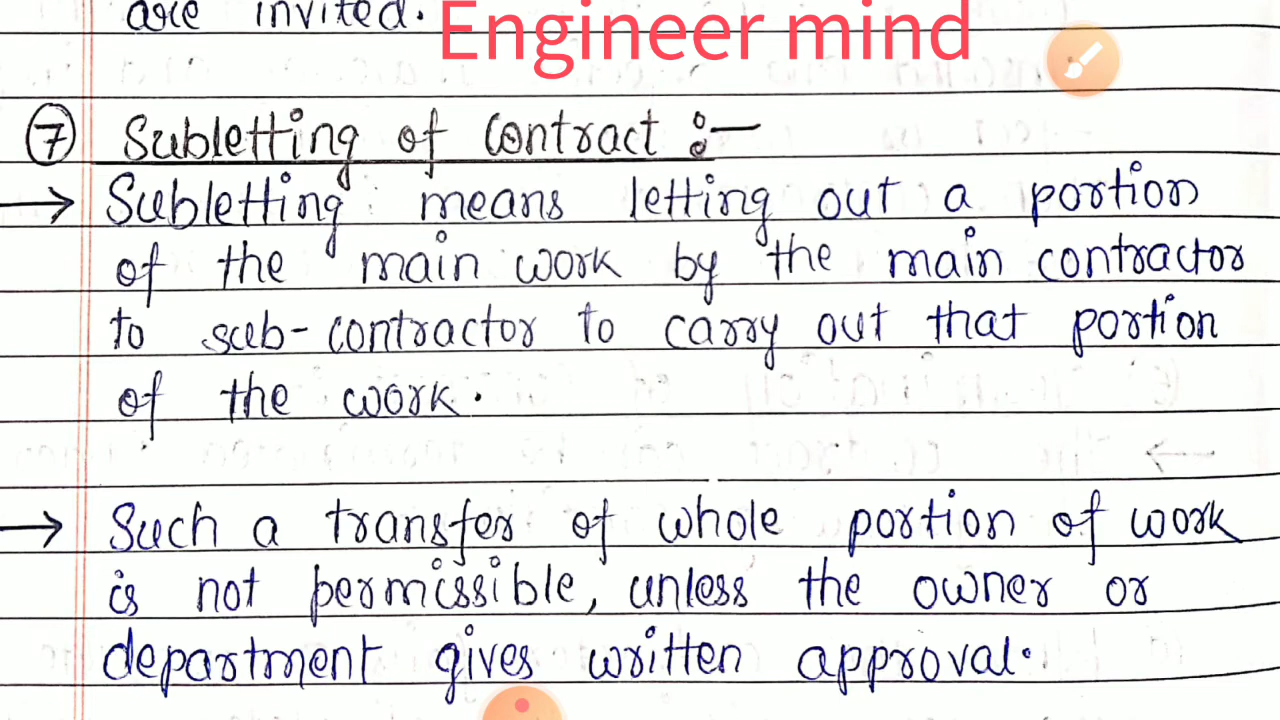 are invited.
Engineer mind
7 Subletting of Contract :-
→ Subletting means letting out a portion
of the main work by the main contractor
to sub-contractor to carry out that portion
of the work.
→ Such a transfer of whole portion of work
is not permissible, unless the owner or
department gives written approval.